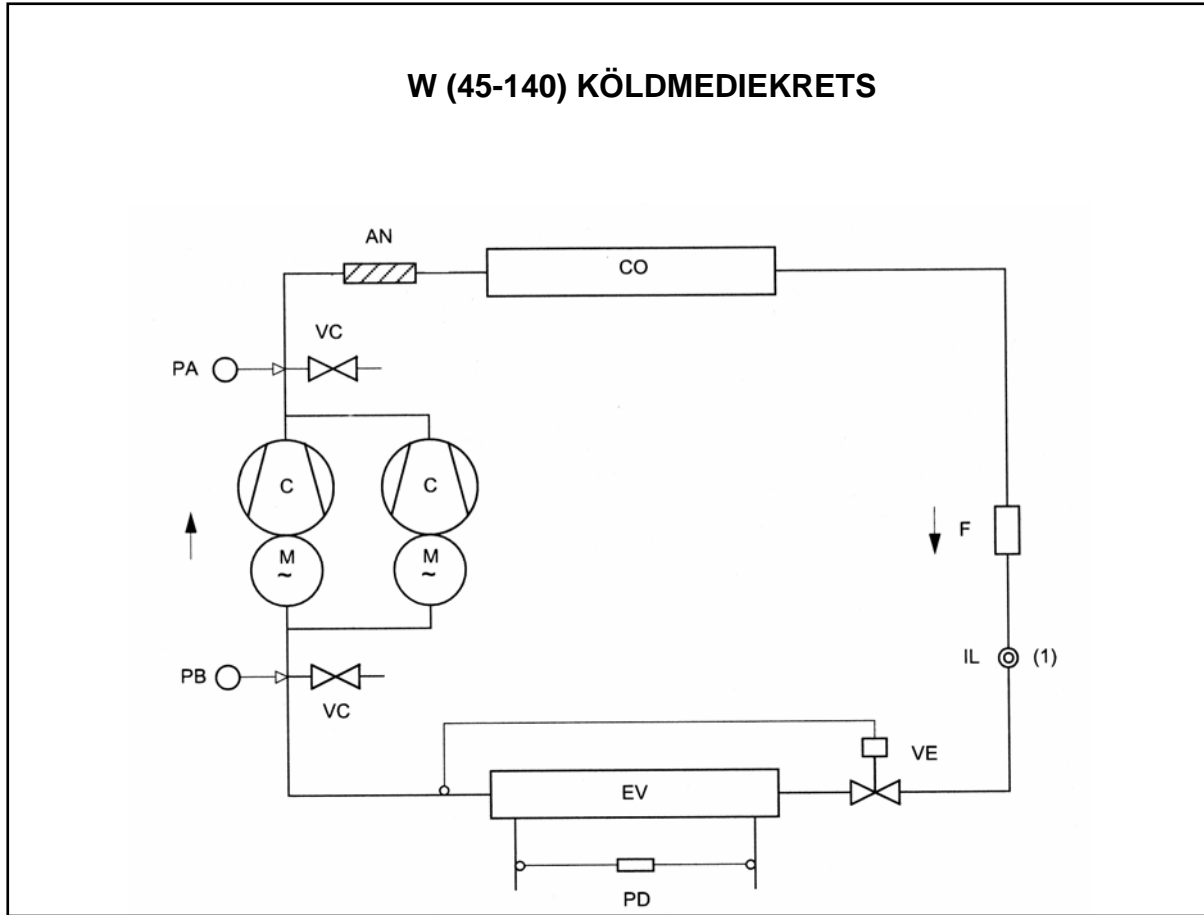 W (45-140) KÖLDMEDIEKRETS
AN
CO
VC
PA
C
C
F
M
~
M
~
IL
(1)
PB
VC
VE
EV
PD